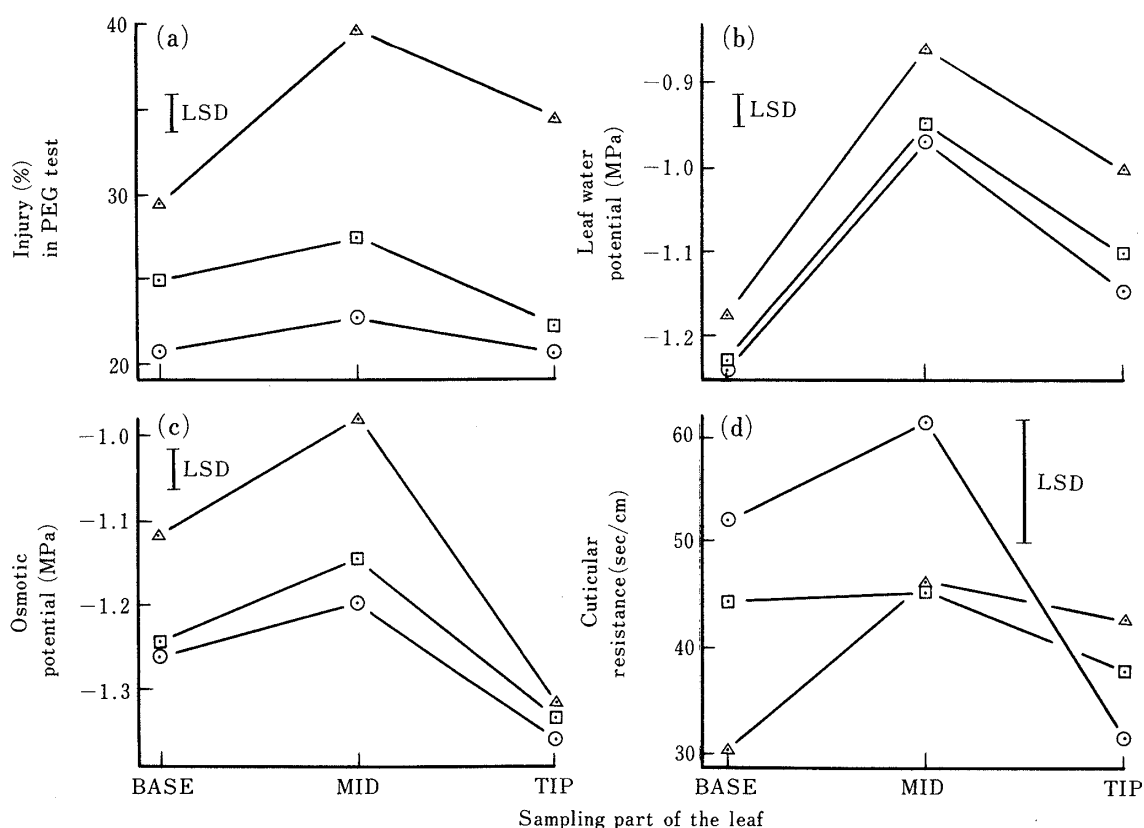 (a)
40
30
20
LSD
Injury (%)
in PEG test
(b)
−0.9
−1.0
−1.1
−1.2
LSD
Leaf water
potential (MPa)
(c)
−1.0
−1.1
−1.2
−1.3
LSD
Osmotic
potential (MPa)
BASE MID TIP
(d)
60
50
40
30
LSD
Cuticular
resistance (sec/cm)
BASE MID TIP
Sampling part of the leaf